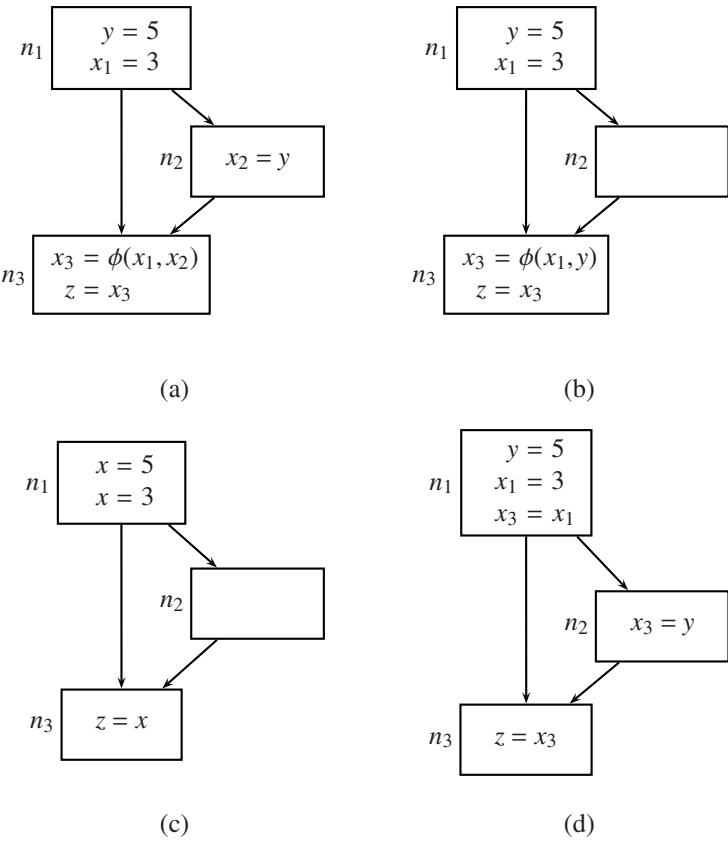 n₁
y = 5
x₁ = 3
n₂
x₂ = y
n₃
x₃ = ϕ(x₁, x₂)
z = x₃
(a)
n₁
y = 5
x₁ = 3
n₂
n₃
x₃ = ϕ(x₁, y)
z = x₃
(b)
n₁
x = 5
x = 3
n₂
n₃
z = x
(c)
n₁
y = 5
x₁ = 3
x₃ = x₁
n₂
x₃ = y
n₃
z = x₃
(d)